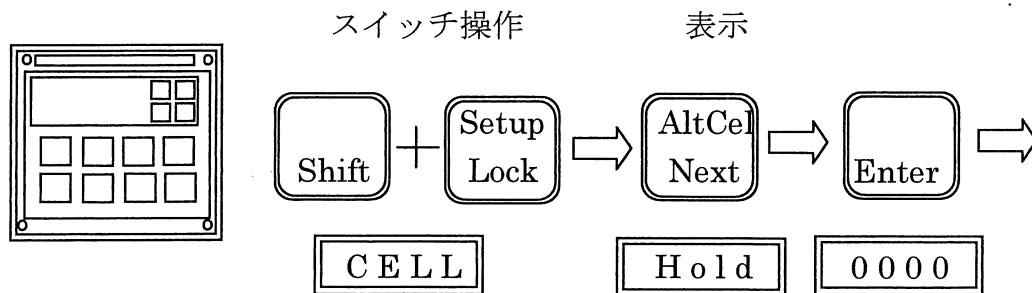 スイッチ操作 表示
Shift
Setup
Lock
AltCel
Next
Enter
CELL
Hold
0000